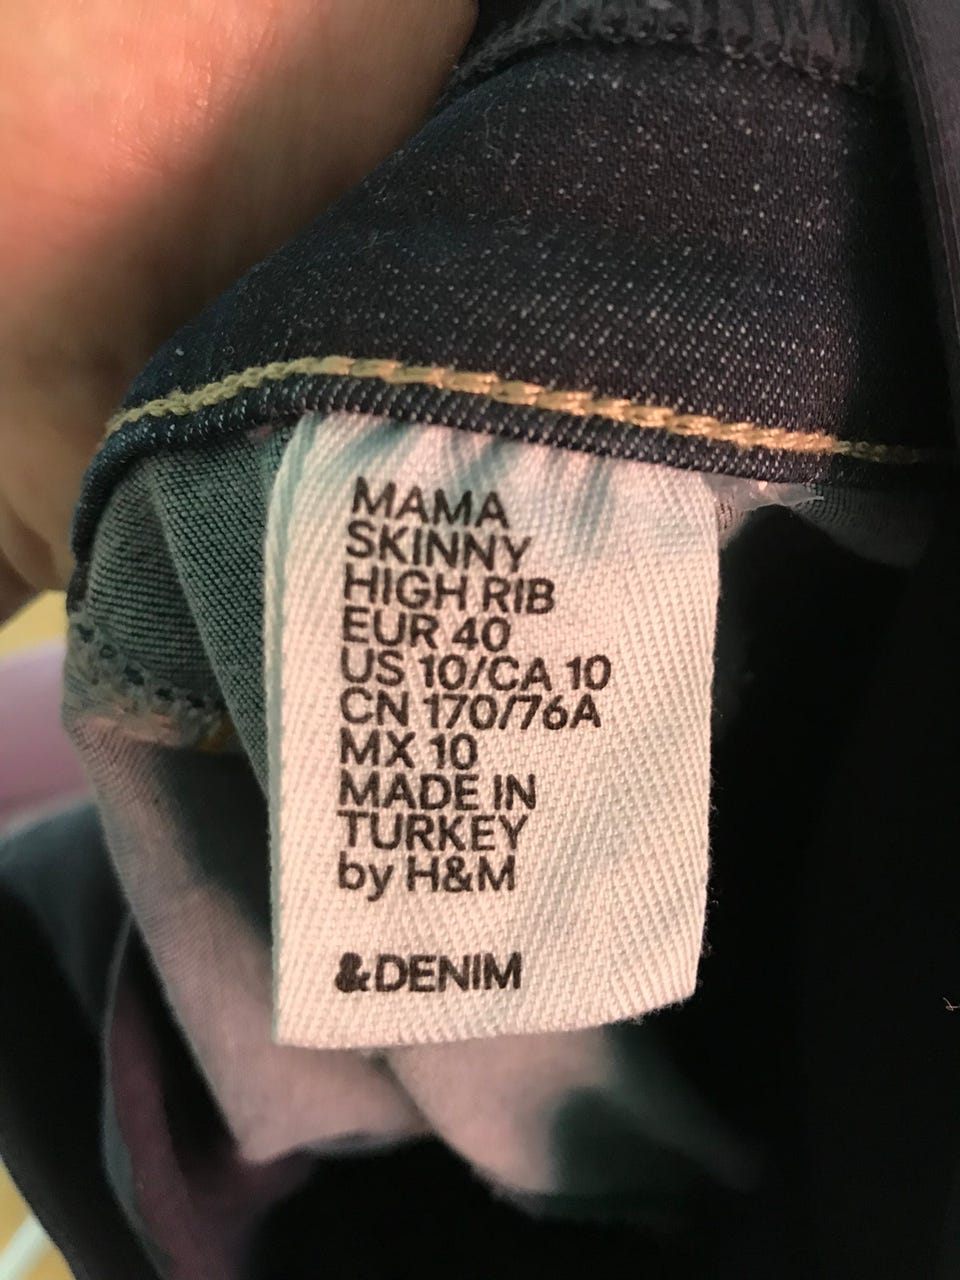 MAMA
SKINNY
HIGH RIB
EUR 40
US 10/CA 10
CN 170/76A
MX 10
MADE IN
TURKEY
by H&M
&DENIM